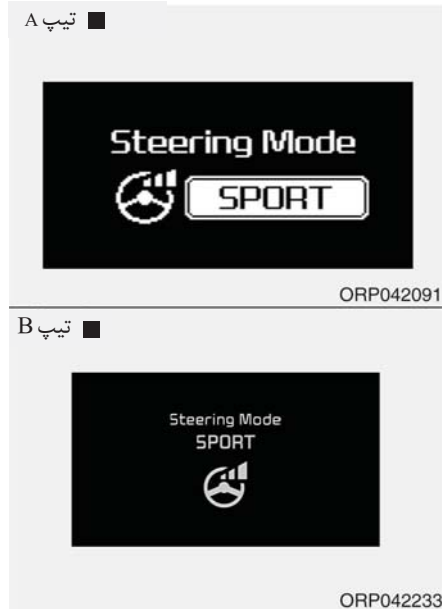 ■ تیپ A
Steering Mode
SPORT
ORP042091
■ تیپ B
Steering Mode
SPORT
ORP042233